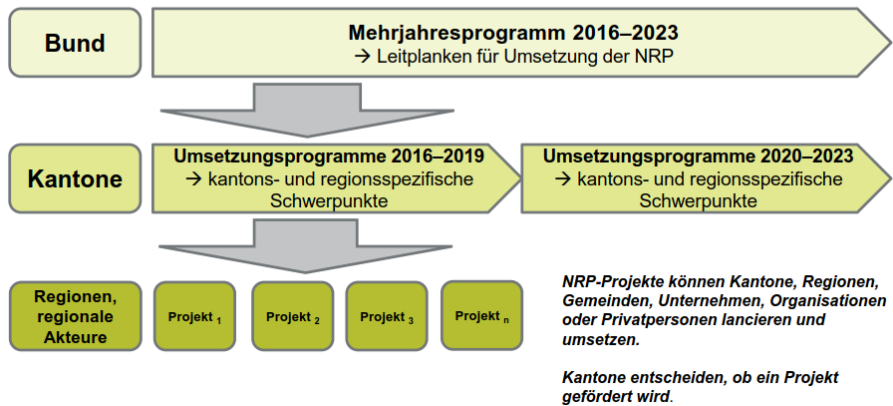 Bund
Mehrjahresprogramm 2016–2023
→ Leitplanken für Umsetzung der NRP
Kantone
Umsetzungsprogramme 2016–2019
→ kantons- und regionsspezifische
Schwerpunkte
Umsetzungsprogramme 2020–2023
→ kantons- und regionsspezifische
Schwerpunkte
Regionen,
regionale
Akteure
Projekt 1
Projekt 2
Projekt 3
Projekt n
NRP-Projekte können Kantone, Regionen,
Gemeinden, Unternehmen, Organisationen
oder Privatpersonen lancieren und
umsetzen.
Kantone entscheiden, ob ein Projekt
gefördert wird.